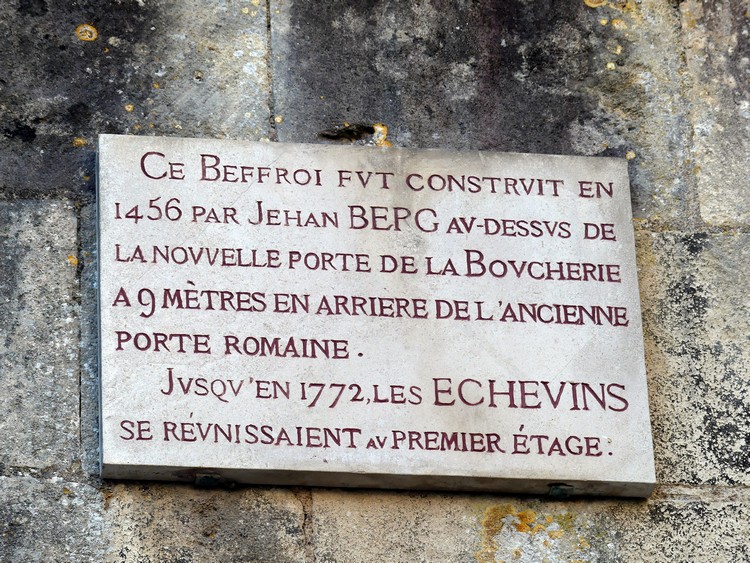 CE BEFFROI FVT CONSTRVIT EN
1456 PAR JEHAN BERG AV-DESSVS DE
LA NOVVELLE PORTE DE LA BOVCHERIE
A 9 MÈTRES EN ARRIERE DE L'ANCIENNE
PORTE ROMAINE.
JVSQV'EN 1772, LES ECHEVINS
SE RÉVNISSAIENT AV PREMIER ÉTAGE.